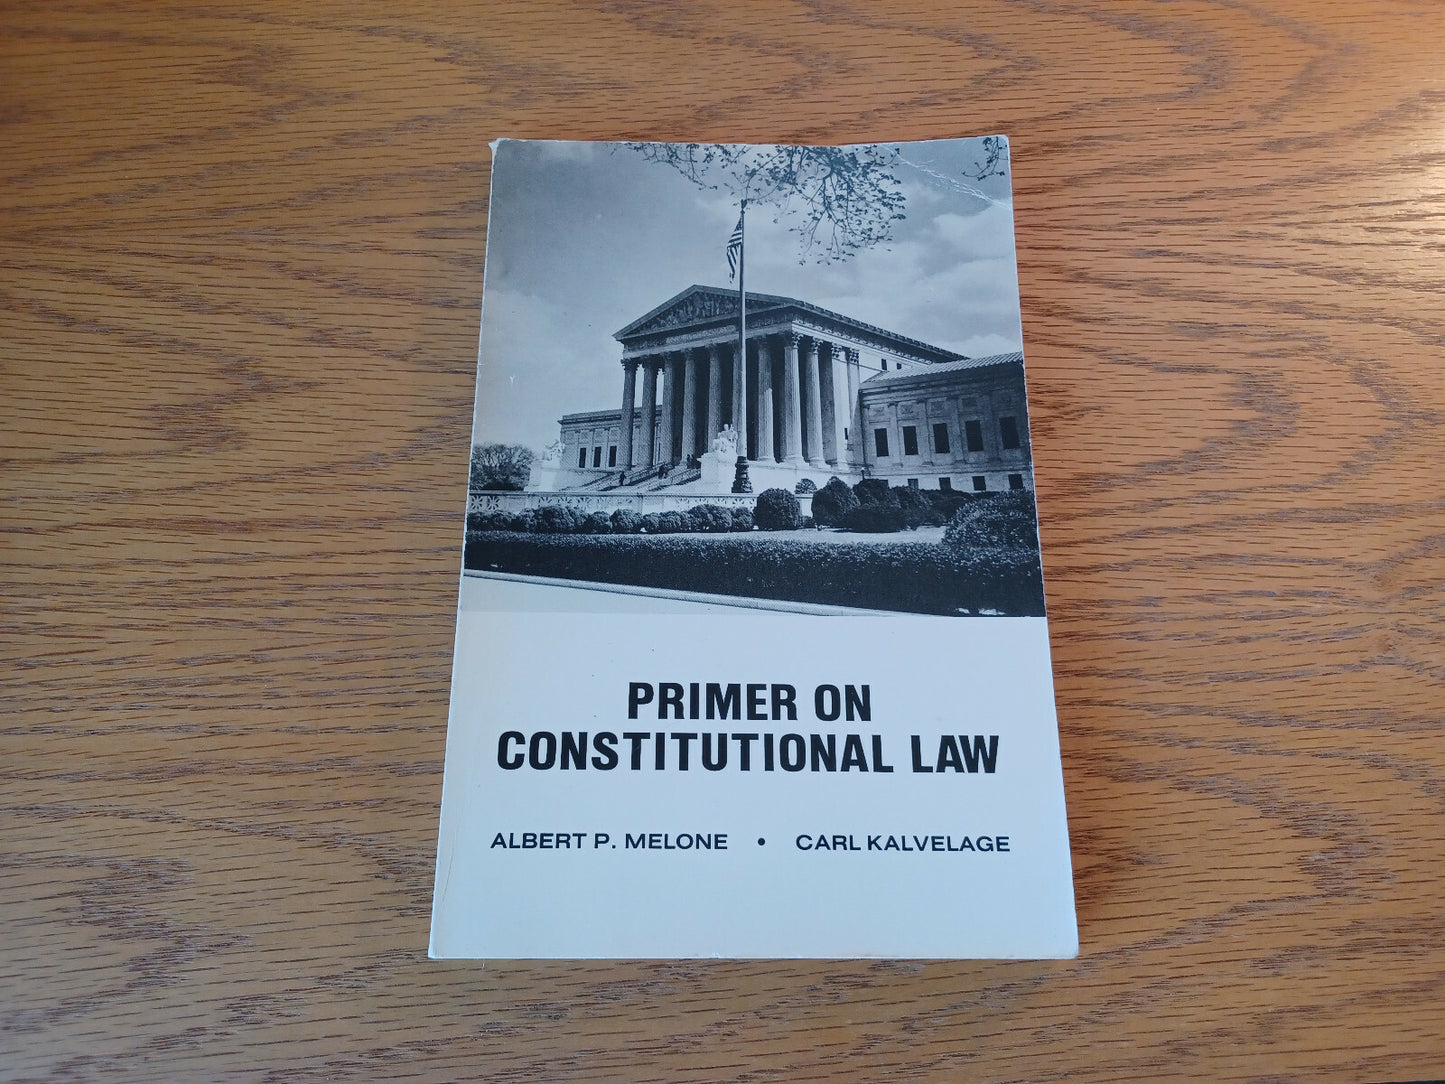 PRIMER ON
CONSTITUTIONAL LAW
ALBERT P. MELONE • CARL KALVELAGE